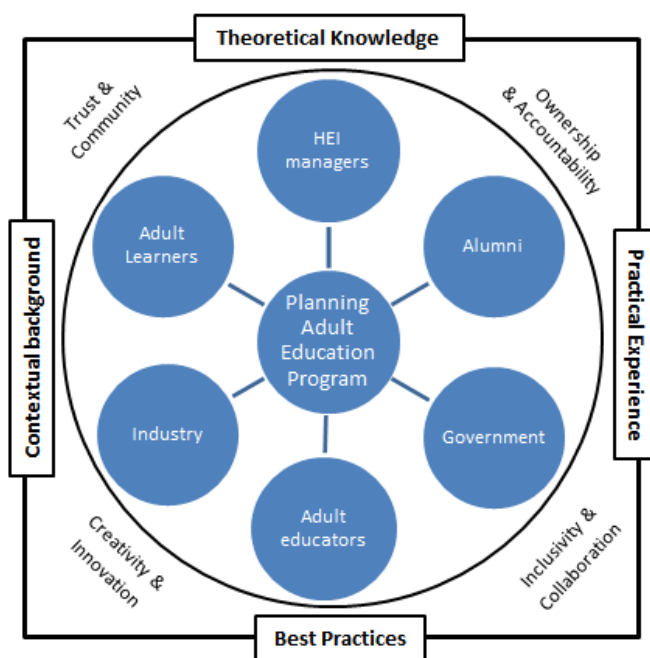 Theoretical Knowledge
Trust &
Community
Ownership
& Accountability
HEI
managers
Adult
Learners
Alumni
Contextual background
Planning
Adult
Education
Program
Practical Experience
Industry
Government
Adult
educators
Creativity &
Innovation
Inclusivity &
Collaboration
Best Practices